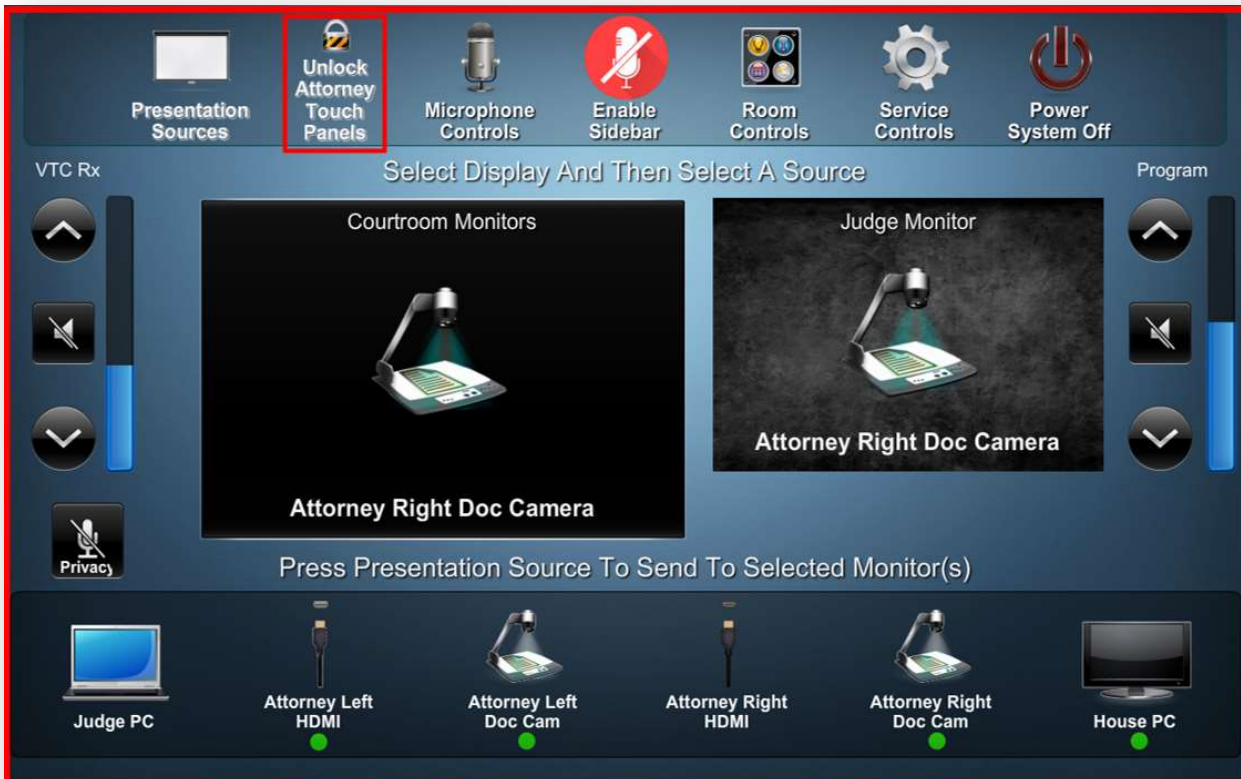 Presentation
Sources
Unlock
Attorney
Touch
Panels
Microphone
Controls
Enable
Sidebar
Room
Controls
Service
Controls
Power
System Off
VTC Rx
Select Display And Then Select A Source
Program
Courtroom Monitors
Judge Monitor
Attorney Right Doc Camera
Attorney Right Doc Camera
Privacy
Press Presentation Source To Send To Selected Monitor(s)
Judge PC
Attorney Left
HDMI
Attorney Left
Doc Cam
Attorney Right
HDMI
Attorney Right
Doc Cam
House PC